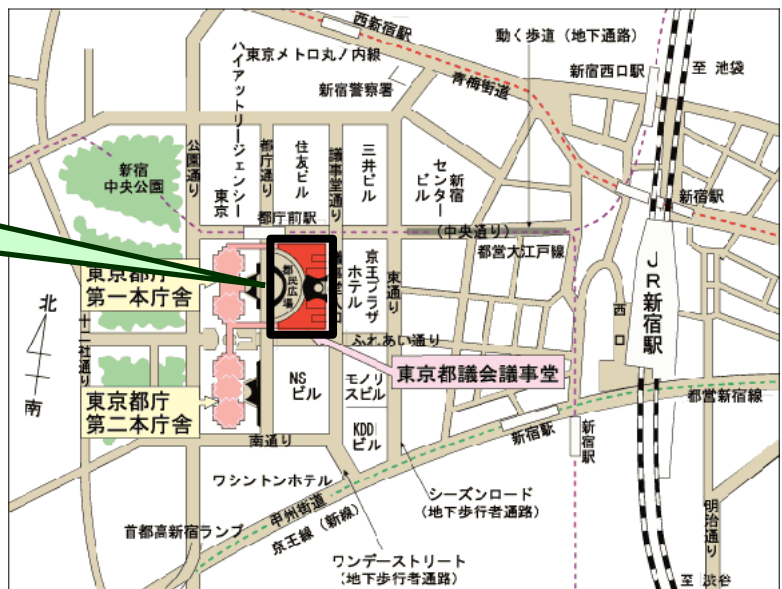 西新宿駅
動く歩道（地下通路）
東京メトロ丸ノ内線
新宿西口駅
至 池袋
新宿警察署
青梅街道
ハイアットリージェンシー
東京
公園通り
都庁通り
住友ビル
議事堂通り
三井ビル
新宿
センター
ビル
新宿
中央公園
新宿駅
都庁前駅
（中央通り）
都営大江戸線
東京都庁
第一本庁舎
都民広場
京王プラザ
ホテル
東通り
JR新宿駅
西口
北
南
十二社通り
ふれあい通り
東京都議会議事堂
NS
ビル
モノリ
スビル
東京都庁
第二本庁舎
KDD
ビル
都営新宿線
新宿駅
新宿駅
南通り
ワシントンホテル
シーズンロード
（地下歩行者通路）
甲州街道
京王線（新線）
首都高新宿ランプ
明治通り
ワンデーストリート
（地下歩行者通路）
至 渋谷